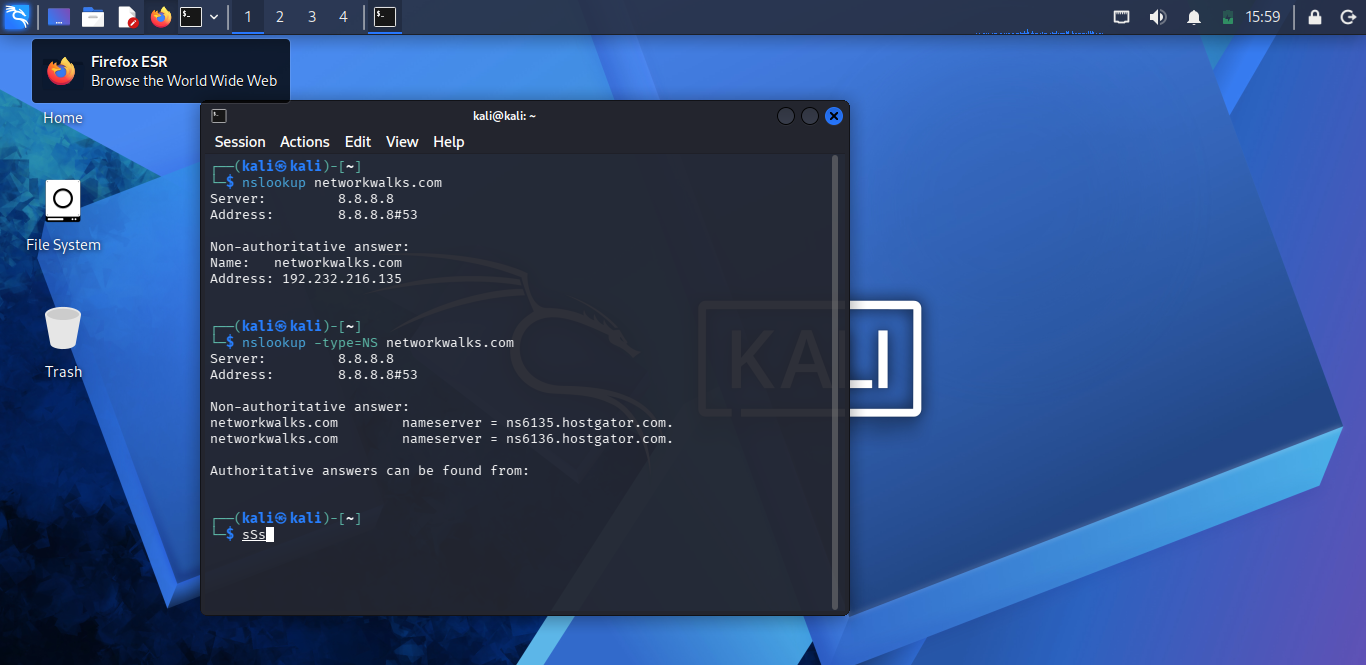 1 2 3 4 15:59
Firefox ESR
Browse the World Wide Web
Home
File System
Trash
kali@kali: ~
Session Actions Edit View Help
┌──(kali㉿kali)-[~]
└─$ nslookup networkwalks.com
Server:         8.8.8.8
Address:        8.8.8.8#53
Non-authoritative answer:
Name:   networkwalks.com
Address: 192.232.216.135
┌──(kali㉿kali)-[~]
└─$ nslookup -type=NS networkwalks.com
Server:         8.8.8.8
Address:        8.8.8.8#53
Non-authoritative answer:
networkwalks.com        nameserver = ns6135.hostgator.com.
networkwalks.com        nameserver = ns6136.hostgator.com.
Authoritative answers can be found from:
┌──(kali㉿kali)-[~]
└─$ sSs
KALI